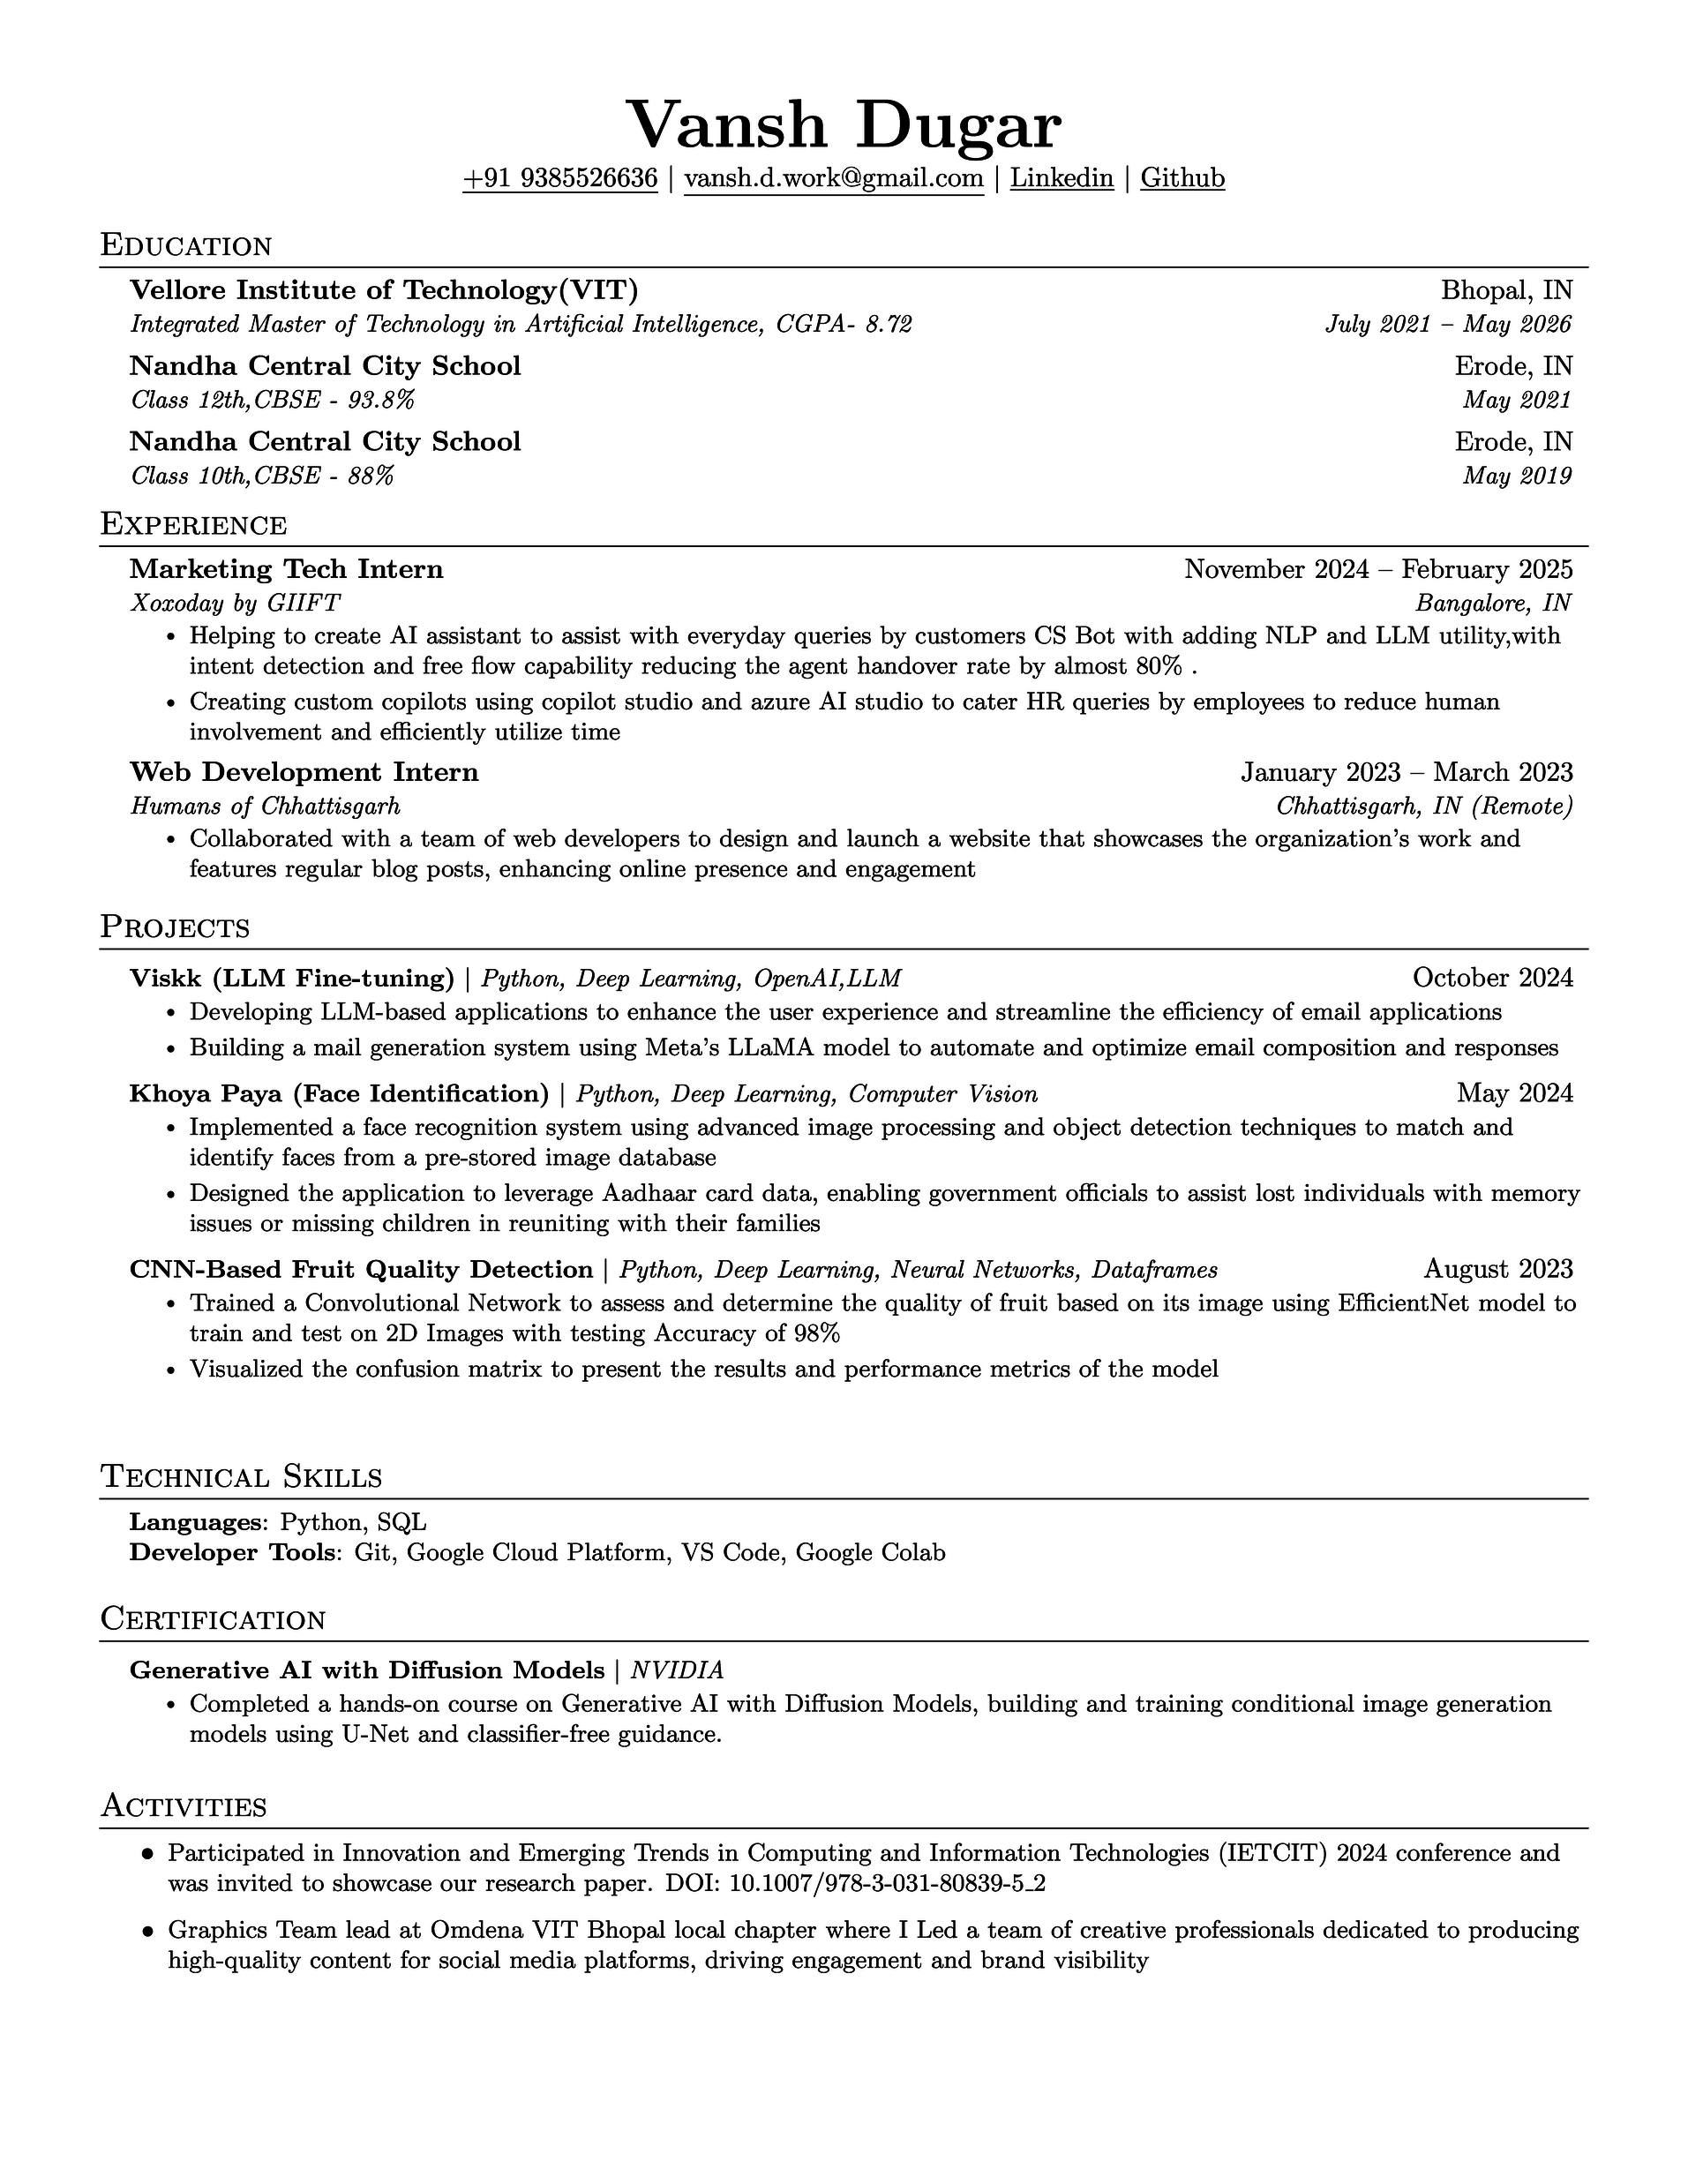 Vansh Dugar
+91 9385526636 | vansh.d.work@gmail.com | Linkedin | Github
Education
Vellore Institute of Technology(VIT) Bhopal, IN
Integrated Master of Technology in Artificial Intelligence, CGPA- 8.72 July 2021 – May 2026
Nandha Central City School Erode, IN
Class 12th,CBSE - 93.8% May 2021
Nandha Central City School Erode, IN
Class 10th,CBSE - 88% May 2019
Experience
Marketing Tech Intern November 2024 – February 2025
Xoxoday by GIIFT Bangalore, IN
• Helping to create AI assistant to assist with everyday queries by customers CS Bot with adding NLP and LLM utility,with
intent detection and free flow capability reducing the agent handover rate by almost 80% .
• Creating custom copilots using copilot studio and azure AI studio to cater HR queries by employees to reduce human
involvement and efficiently utilize time
Web Development Intern January 2023 – March 2023
Humans of Chhattisgarh Chhattisgarh, IN (Remote)
• Collaborated with a team of web developers to design and launch a website that showcases the organization's work and
features regular blog posts, enhancing online presence and engagement
Projects
Viskk (LLM Fine-tuning) | Python, Deep Learning, OpenAI,LLM October 2024
• Developing LLM-based applications to enhance the user experience and streamline the efficiency of email applications
• Building a mail generation system using Meta's LLaMA model to automate and optimize email composition and responses
Khoya Paya (Face Identification) | Python, Deep Learning, Computer Vision May 2024
• Implemented a face recognition system using advanced image processing and object detection techniques to match and
identify faces from a pre-stored image database
• Designed the application to leverage Aadhaar card data, enabling government officials to assist lost individuals with memory
issues or missing children in reuniting with their families
CNN-Based Fruit Quality Detection | Python, Deep Learning, Neural Networks, Dataframes August 2023
• Trained a Convolutional Network to assess and determine the quality of fruit based on its image using EfficientNet model to
train and test on 2D Images with testing Accuracy of 98%
• Visualized the confusion matrix to present the results and performance metrics of the model
Technical Skills
Languages: Python, SQL
Developer Tools: Git, Google Cloud Platform, VS Code, Google Colab
Certification
Generative AI with Diffusion Models | NVIDIA
• Completed a hands-on course on Generative AI with Diffusion Models, building and training conditional image generation
models using U-Net and classifier-free guidance.
Activities
• Participated in Innovation and Emerging Trends in Computing and Information Technologies (IETCIT) 2024 conference and
was invited to showcase our research paper. DOI: 10.1007/978-3-031-80839-5_2
• Graphics Team lead at Omdena VIT Bhopal local chapter where I Led a team of creative professionals dedicated to producing
high-quality content for social media platforms, driving engagement and brand visibility